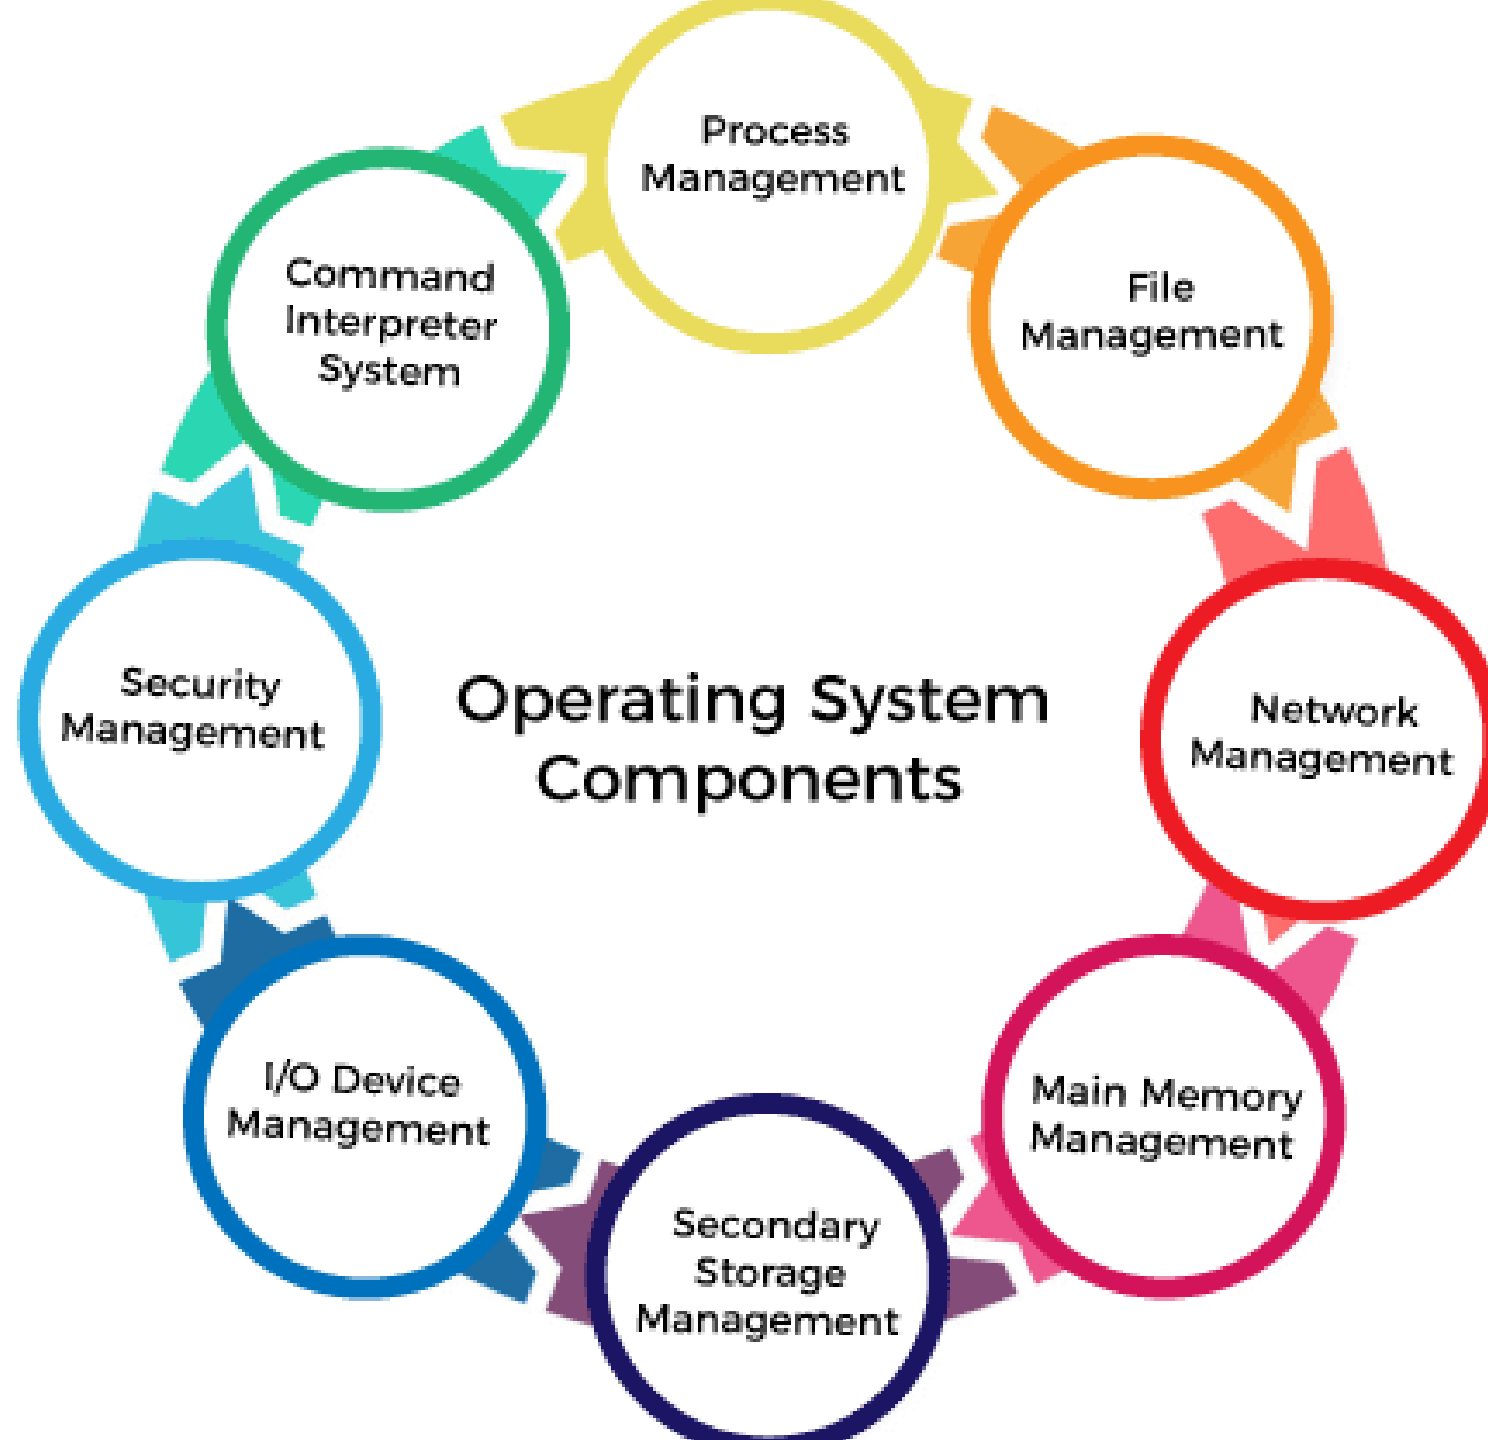 Process
Management
File
Management
Network
Management
Main Memory
Management
Secondary
Storage
Management
I/O Device
Management
Security
Management
Command
Interpreter
System
Operating System
Components